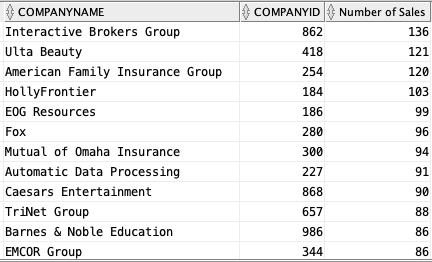 COMPANYNAME COMPANYID Number of Sales
Interactive Brokers Group 862 136
Ulta Beauty 418 121
American Family Insurance Group 254 120
HollyFrontier 184 103
EOG Resources 186 99
Fox 280 96
Mutual of Omaha Insurance 300 94
Automatic Data Processing 227 91
Caesars Entertainment 868 90
TriNet Group 657 88
Barnes & Noble Education 986 86
EMCOR Group 344 86